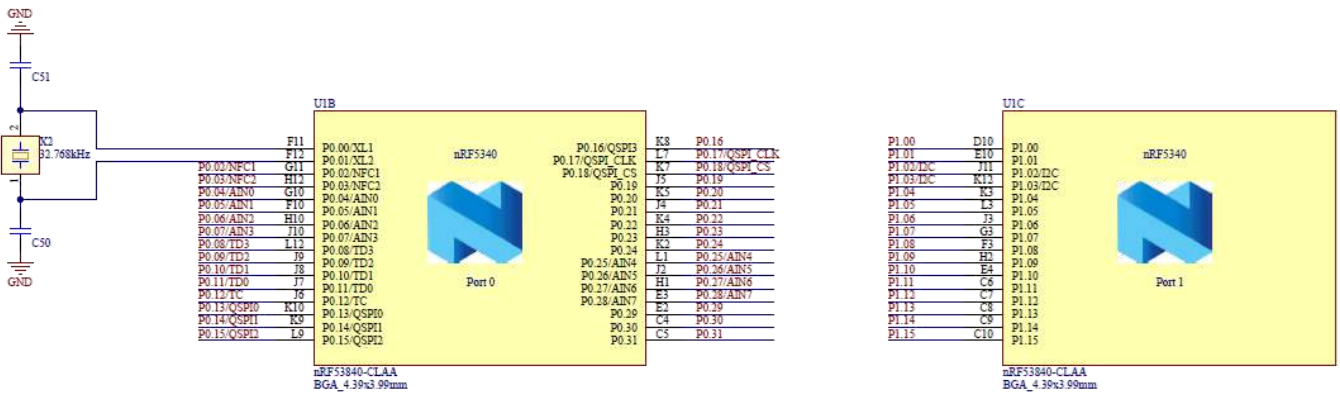 GND
C51
2
X2
32.768kHz
1
C50
GND
U1B
F11 P0.00/XL1
F12 P0.01/XL2
P0.02/NFC1 G11 P0.02/NFC1
P0.03/NFC2 H12 P0.03/NFC2
P0.04/AIN0 G10 P0.04/AIN0
P0.05/AIN1 F10 P0.05/AIN1
P0.06/AIN2 H10 P0.06/AIN2
P0.07/AIN3 J10 P0.07/AIN3
P0.08/TD3 L12 P0.08/TD3
P0.09/TD2 J9 P0.09/TD2
P0.10/TD1 J8 P0.10/TD1
P0.11/TD0 J7 P0.11/TD0
P0.12/TC J6 P0.12/TC
P0.13/QSPI0 K10 P0.13/QSPI0
P0.14/QSPI1 K9 P0.14/QSPI1
P0.15/QSPI2 L9 P0.15/QSPI2
nRF5340
Port 0
P0.16/QSPI3 K8 P0.16
P0.17/QSPI_CLK L7 P0.17/QSPI_CLK
P0.18/QSPI_CS K7 P0.18/QSPI_CS
P0.19 J5 P0.19
P0.20 K5 P0.20
P0.21 J4 P0.21
P0.22 K4 P0.22
P0.23 H3 P0.23
P0.24 K2 P0.24
P0.25/AIN4 L1 P0.25/AIN4
P0.26/AIN5 J2 P0.26/AIN5
P0.27/AIN6 H1 P0.27/AIN6
P0.28/AIN7 E3 P0.28/AIN7
P0.29 E2 P0.29
P0.30 C4 P0.30
P0.31 C5 P0.31
nRF53840-CLAA
BGA_4.39x3.99mm
U1C
P1.00 D10 P1.00
P1.01 E10 P1.01
P1.02/I2C J11 P1.02/I2C
P1.03/I2C K12 P1.03/I2C
P1.04 K3 P1.04
P1.05 L3 P1.05
P1.06 J3 P1.06
P1.07 G3 P1.07
P1.08 F3 P1.08
P1.09 H2 P1.09
P1.10 E4 P1.10
P1.11 C6 P1.11
P1.12 C7 P1.12
P1.13 C8 P1.13
P1.14 C9 P1.14
P1.15 C10 P1.15
nRF5340
Port 1
nRF53840-CLAA
BGA_4.39x3.99mm